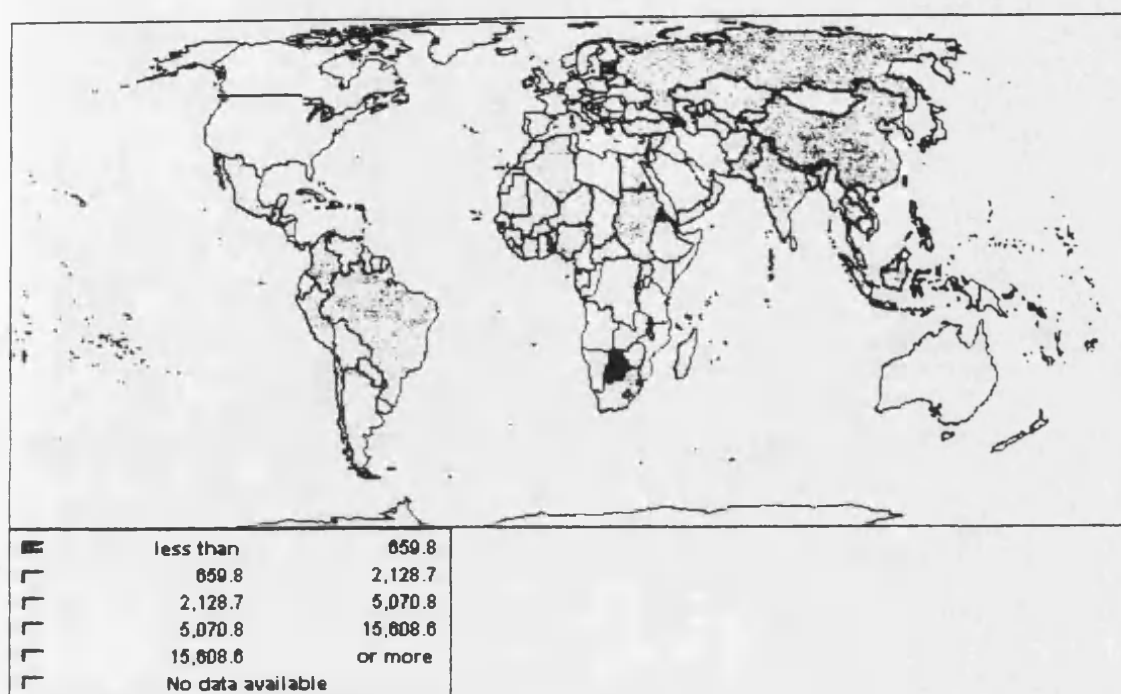 less than 659.8
659.8 2,128.7
2,128.7 5,070.8
5,070.8 15,608.6
15,608.6 or more
No data available